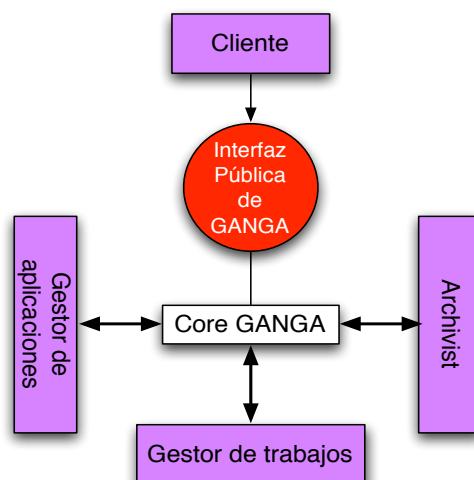 Cliente
Interfaz
Pública
de
GANGA
Gestor de
aplicaciones
Core GANGA
Archivist
Gestor de trabajos